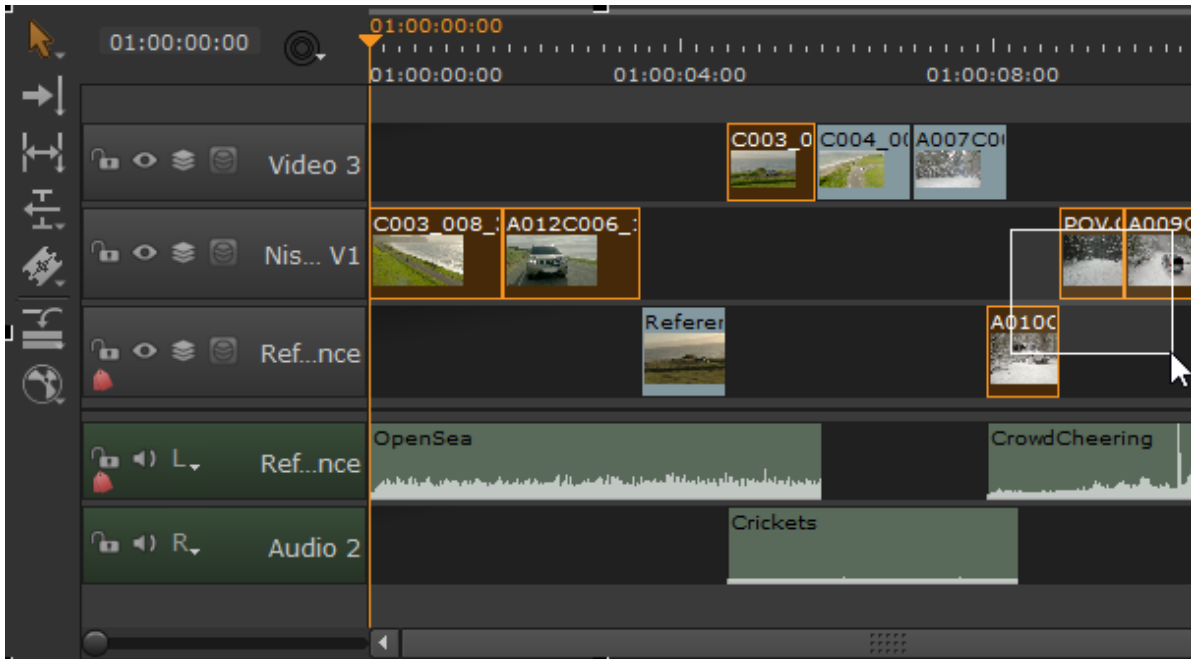 01:00:00:00
01:00:00:00
01:00:00:00 01:00:04:00 01:00:08:00
Video 3 C003_0 C004_0 A007C0
Nis... V1 C003_008_ A012C006_ POV. A009C
Ref...nce Referen A010C
L Ref...nce OpenSea CrowdCheering
R Audio 2 Crickets